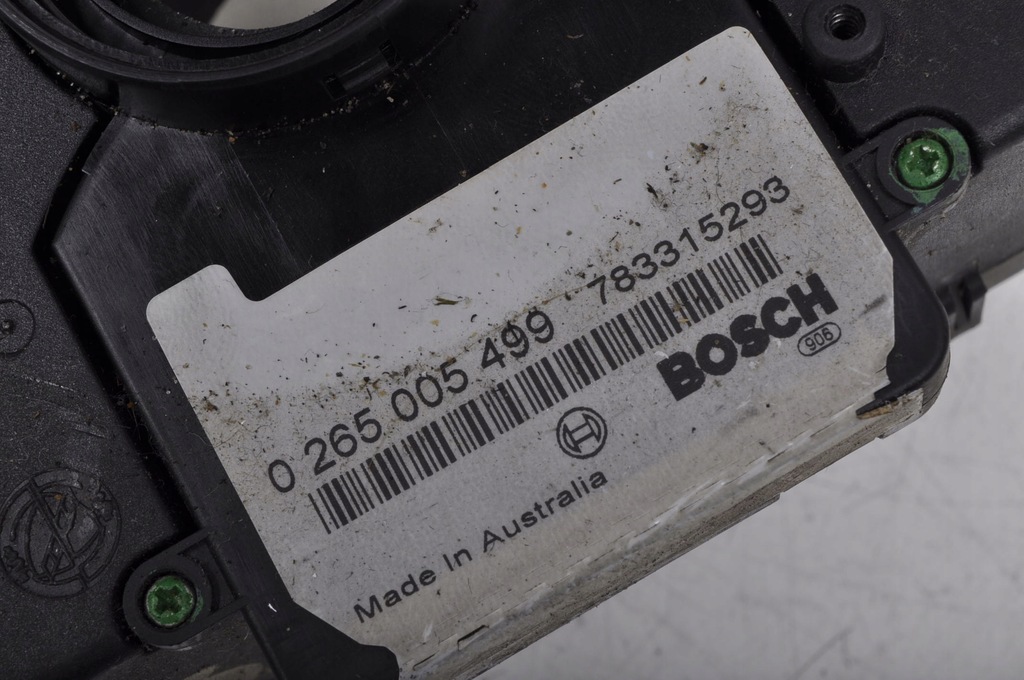 0 265 005 499 783315293
BOSCH
906
Made In Australia